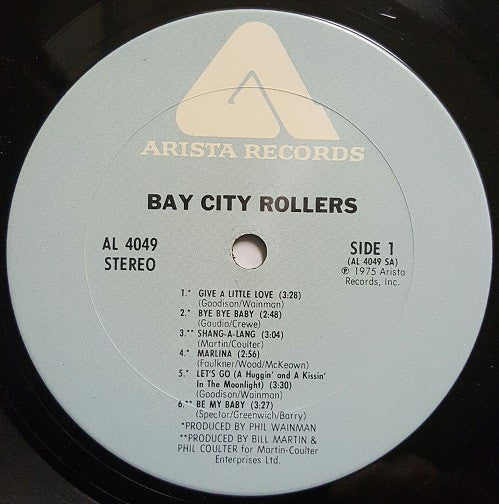 ARISTA RECORDS
BAY CITY ROLLERS
AL 4049
STEREO
SIDE 1
(AL 4049 SA)
℗ 1975 Arista
Records, Inc.
1.* GIVE A LITTLE LOVE (3:28)
(Goodison/Wainman)
2.* BYE BYE BABY (2:48)
(Gaudio/Crewe)
3.** SHANG-A-LANG (3:04)
(Martin/Coulter)
4.* MARLINA (2:56)
(Faulkner/Wood/McKeown)
5.* LET'S GO (A Huggin' and A Kissin'
In The Moonlight) (3:30)
(Goodison/Wainman)
6.** BE MY BABY (3:27)
(Spector/Greenwich/Barry)
*PRODUCED BY PHIL WAINMAN
**PRODUCED BY BILL MARTIN &
PHIL COULTER for Martin-Coulter
Enterprises Ltd.